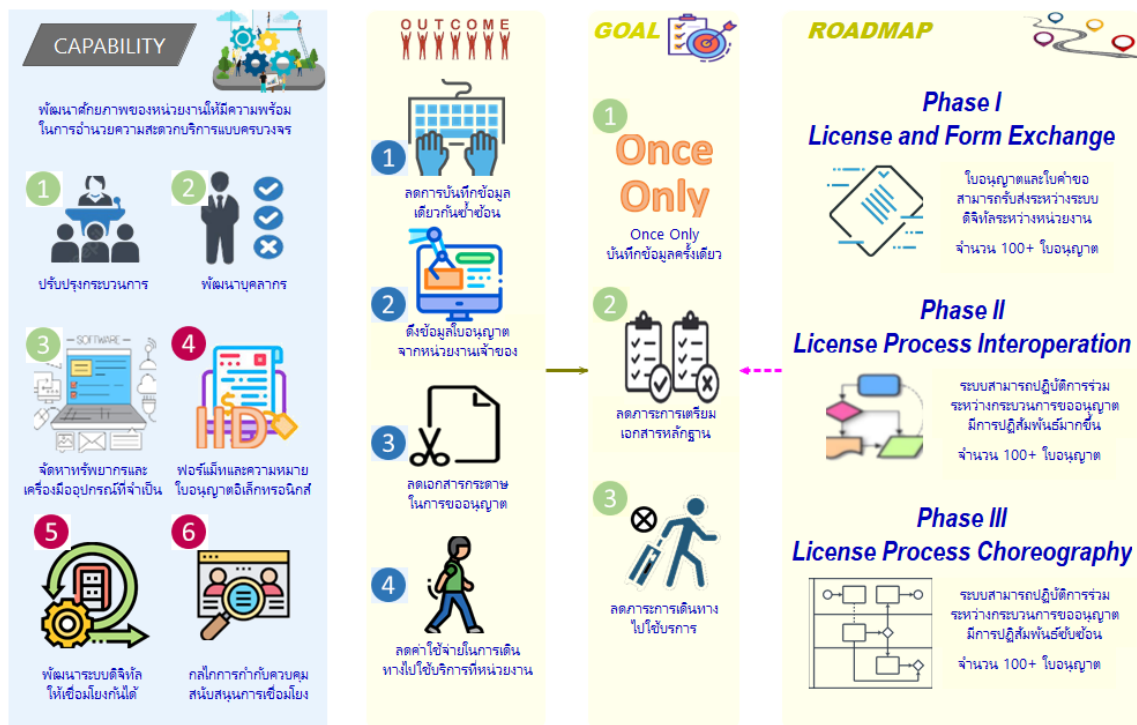 CAPABILITY
พัฒนาศักยภาพของหน่วยงานให้มีความพร้อม
ในการอำนวยความสะดวกบริการแบบครบวงจร
1
ปรับปรุงกระบวนการ
2
พัฒนาบุคลากร
3
SOFTWARE
จัดหาทรัพยากรและ
เครื่องมืออุปกรณ์ที่จำเป็น
4
IID
ฟอร์แม็ทและความหมาย
ใบอนุญาตอิเล็กทรอนิกส์
5
พัฒนาระบบดิจิทัล
ให้เชื่อมโยงกันได้
6
กลไกการกำกับควบคุม
สนับสนุนการเชื่อมโยง
OUTCOME
1
ลดการบันทึกข้อมูล
เดียวกันซ้ำซ้อน
2
ดึงข้อมูลใบอนุญาต
จากหน่วยงานเจ้าของ
3
ลดเอกสารกระดาษ
ในการขออนุญาต
4
ลดค่าใช้จ่ายในการเดิน
ทางไปใช้บริการที่หน่วยงาน
GOAL
1
Once
Only
Once Only
บันทึกข้อมูลครั้งเดียว
2
ลดภาระการเตรียม
เอกสารหลักฐาน
3
ลดภาระการเดินทาง
ไปใช้บรการ
ROADMAP
Phase I
License and Form Exchange
ใบอนุญาตและใบคำขอ
สามารถรับส่งระหว่างระบบ
ดิจิทัลระหว่างหน่วยงาน
จำนวน 100+ ใบอนุญาต
Phase II
License Process Interoperation
ระบบสามารถปฏิบัติการร่วม
ระหว่างกระบวนการขออนุญาต
มีการปฏิสัมพันธ์มากขึ้น
จำนวน 100+ ใบอนุญาต
Phase III
License Process Choreography
ระบบสามารถปฏิบัติการร่วม
ระหว่างกระบวนการขออนุญาต
มีการปฏิสัมพันธ์ซับซ้อน
จำนวน 100+ ใบอนุญาต